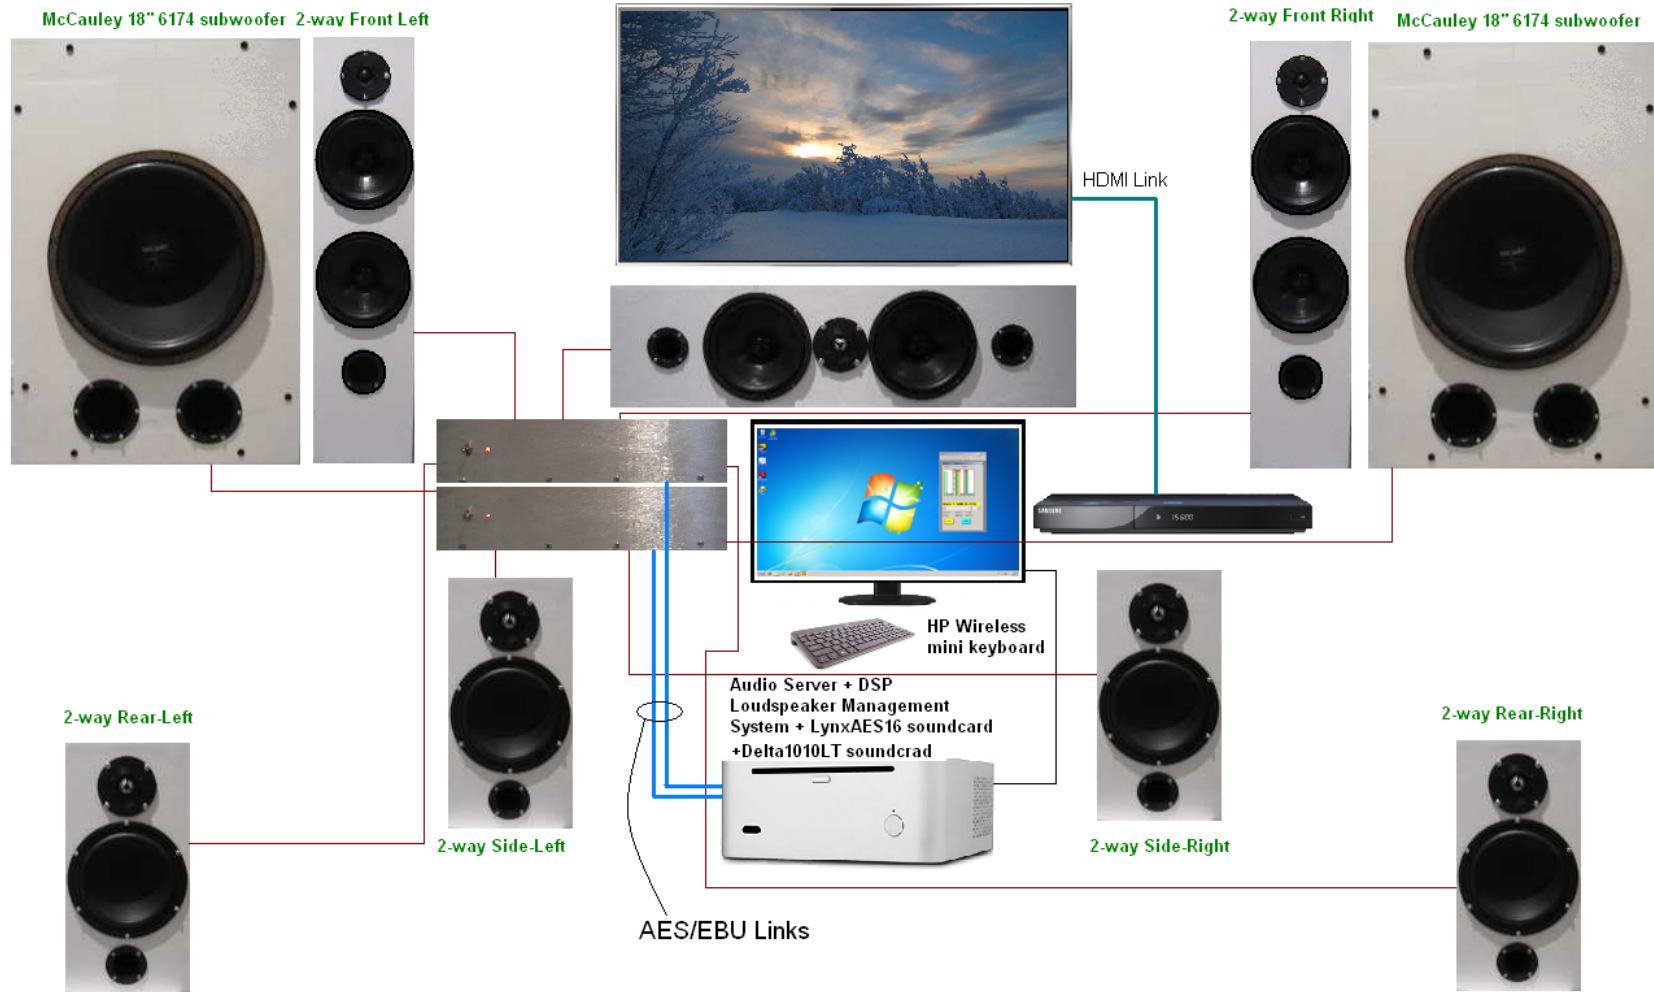 McCauley 18" 6174 subwoofer
2-way Front Left
2-way Front Right
McCauley 18" 6174 subwoofer
HDMI Link
SAMSUNG
HP Wireless
mini keyboard
Audio Server + DSP
Loudspeaker Management
System + LynxAES16 soundcard
+Delta1010LT soundcrad
2-way Rear-Left
2-way Rear-Right
2-way Side-Left
2-way Side-Right
AES/EBU Links